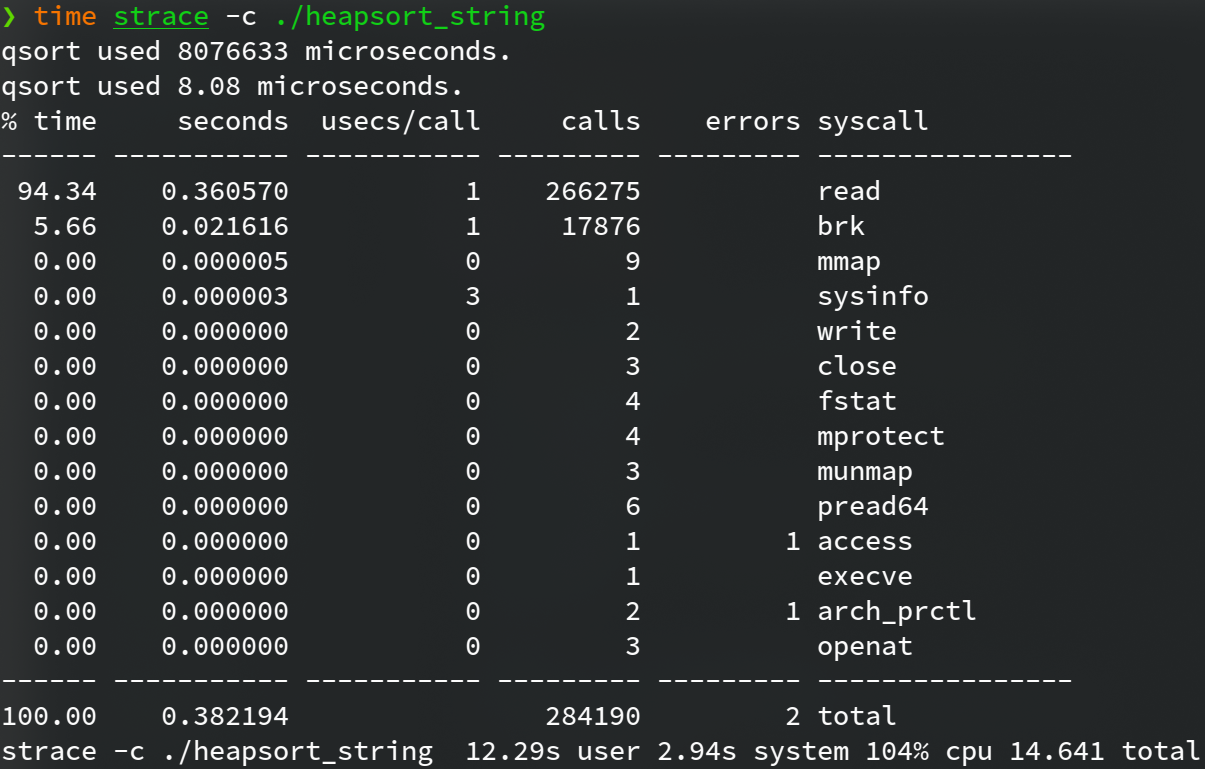 ❯ time strace -c ./heapsort_string
qsort used 8076633 microseconds.
qsort used 8.08 microseconds.
% time     seconds  usecs/call     calls    errors syscall
------ ----------- ----------- --------- --------- ----------------
 94.34    0.360570           1    266275           read
  5.66    0.021616           1     17876           brk
  0.00    0.000005           0         9           mmap
  0.00    0.000003           3         1           sysinfo
  0.00    0.000000           0         2           write
  0.00    0.000000           0         3           close
  0.00    0.000000           0         4           fstat
  0.00    0.000000           0         4           mprotect
  0.00    0.000000           0         3           munmap
  0.00    0.000000           0         6           pread64
  0.00    0.000000           0         1         1 access
  0.00    0.000000           0         1           execve
  0.00    0.000000           0         2         1 arch_prctl
  0.00    0.000000           0         3           openat
------ ----------- ----------- --------- --------- ----------------
100.00    0.382194                284190         2 total
strace -c ./heapsort_string  12.29s user 2.94s system 104% cpu 14.641 total